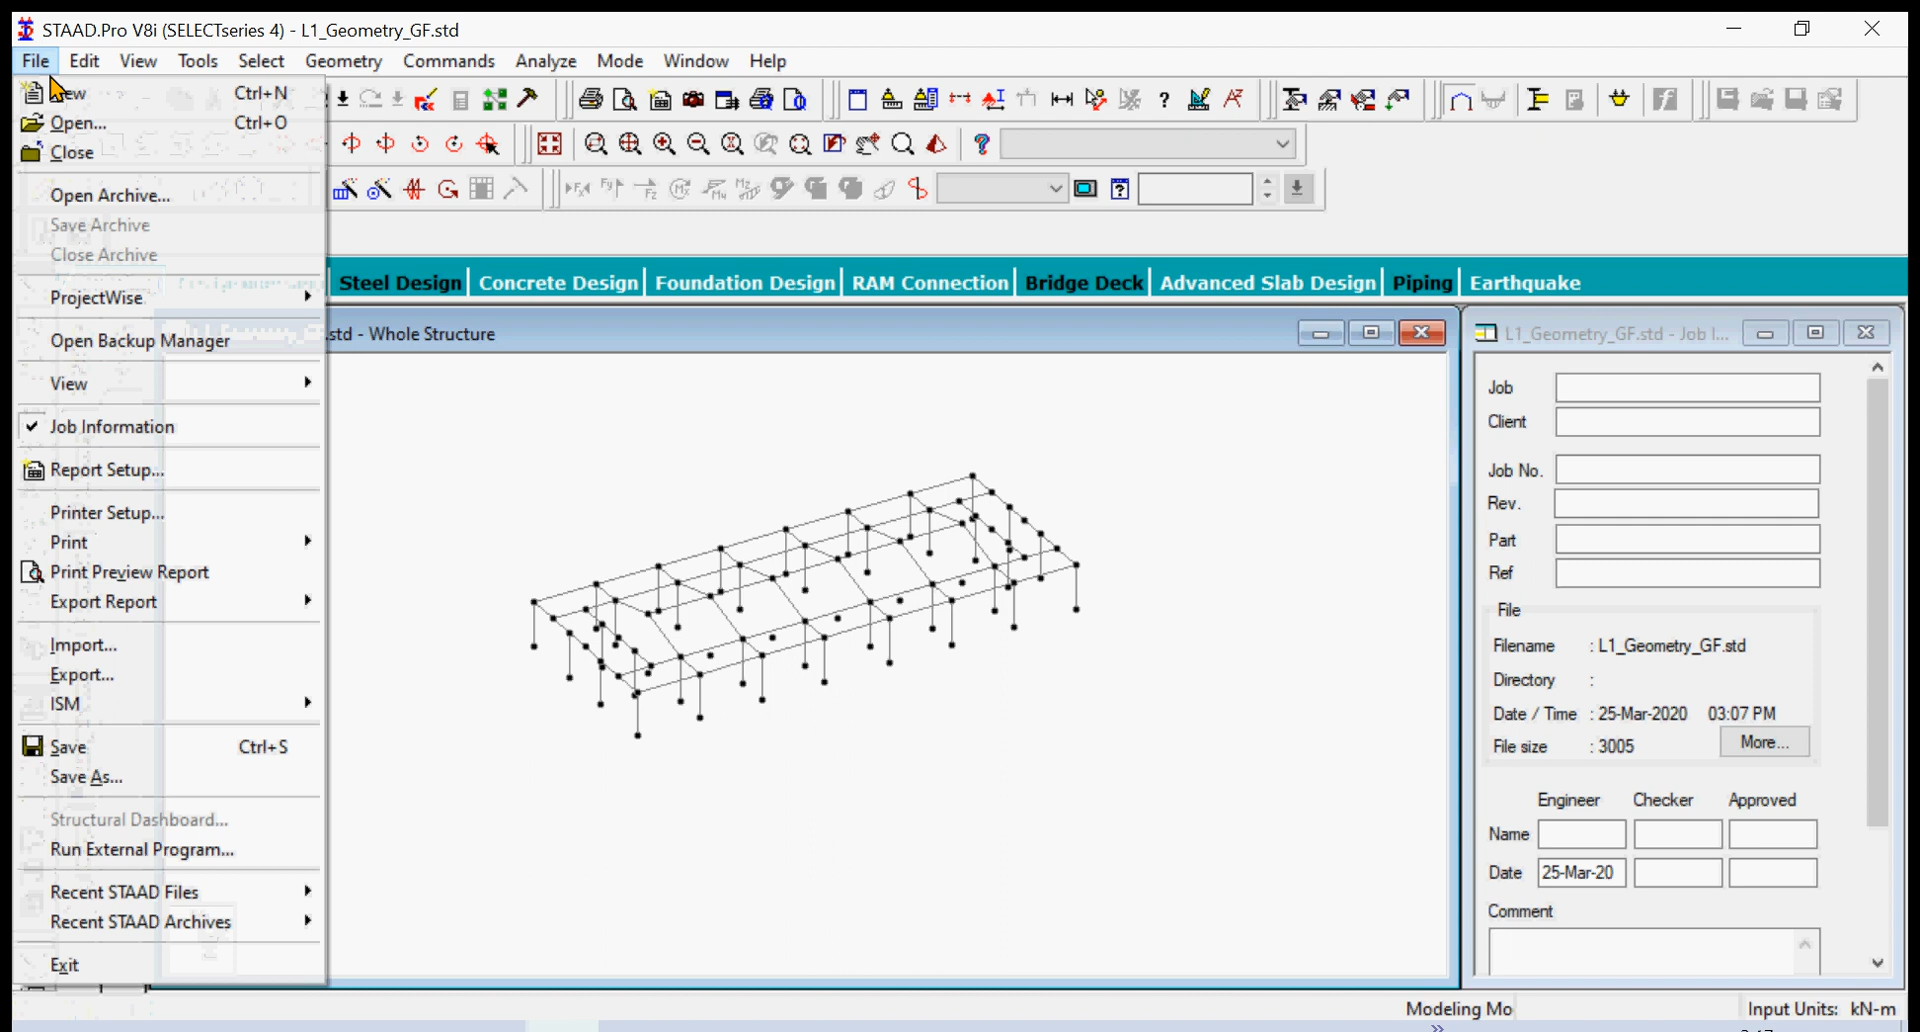 STAAD.Pro V8i (SELECTseries 4) - L1_Geometry_GF.std
File Edit View Tools Select Geometry Commands Analyze Mode Window Help
Ctrl+N
Open... Ctrl+O
Close
Open Archive...
Save Archive
Close Archive
ProjectWise
Open Backup Manager
View
Job Information
Report Setup...
Printer Setup...
Print
Print Preview Report
Export Report
Import...
Export...
ISM
Save Ctrl+S
Save As...
Structural Dashboard...
Run External Program...
Recent STAAD Files
Recent STAAD Archives
Exit
Steel Design Concrete Design Foundation Design RAM Connection Bridge Deck Advanced Slab Design Piping Earthquake
.std - Whole Structure
L1_Geometry_GF.std - Job I...
Job
Client
Job No.
Rev.
Part
Ref
File
Filename : L1_Geometry_GF.std
Directory :
Date / Time : 25-Mar-2020 03:07 PM
File size : 3005 More...
Engineer Checker Approved
Name
Date 25-Mar-20
Comment
Modeling Mo Input Units: kN-m